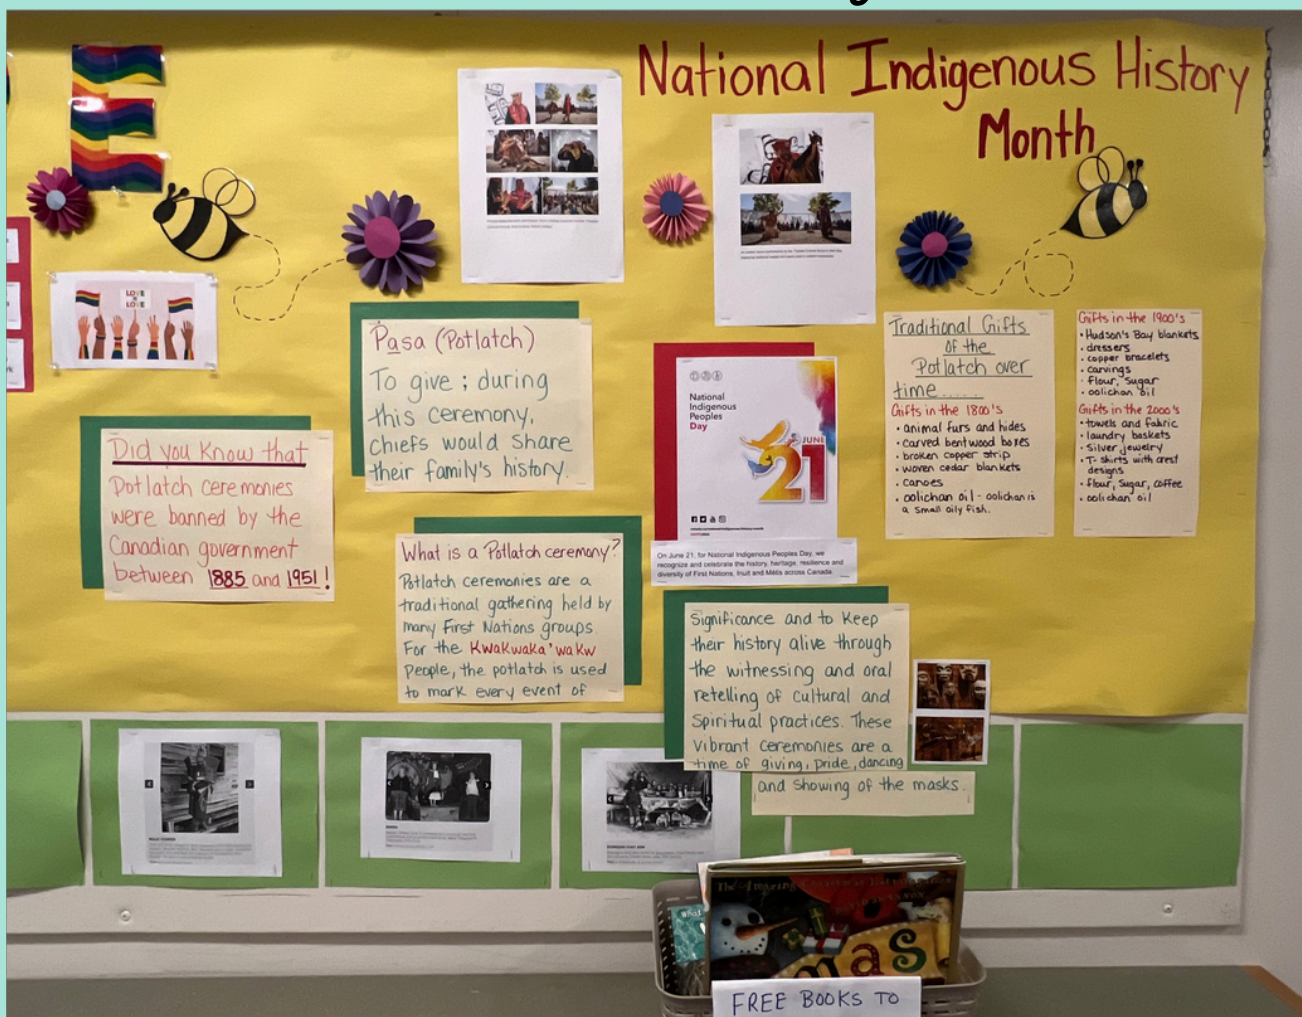 E
National Indigenous History
Month
LOVE
IS
LOVE
Pasa (Potlatch)
To give ; during
this ceremony,
chiefs would share
their family's history.
Did you know that
Potlatch ceremonies
were banned by the
Canadian government
between 1885 and 1951!
What is a Potlatch ceremony?
Potlatch ceremonies are a
traditional gathering held by
many First Nations groups
For the Kwakwaka'wakw
People, the potlatch is used
to mark every event of
National
Indigenous
Peoples
Day
JUNE
21
On June 21, for National Indigenous Peoples Day, we
recognize and celebrate the history, heritage, resilience and
diversity of First Nations, Inuit and Métis across Canada.
Significance and to keep
their history alive through
the witnessing and oral
retelling of cultural and
Spiritual practices. These
vibrant ceremonies are a
time of giving, pride, dancing
and showing of the masks.
Traditional Gifts
of the
Potlatch over
time......
Gifts in the 1800's
• animal furs and hides
• carved bentwood boxes
• broken copper strip
• woven cedar blankets
• canoes
• oolichan oil - oolichan is
a small oily fish.
Gifts in the 1900's
• Hudson's Bay blankets
• dressers
• copper bracelets
• carvings
• flour, sugar
• oolichan oil
Gifts in the 2000's
• towels and fabric
• laundry baskets
• Silver jewelry
• T-shirts with crest
designs
• flour, sugar, coffee
• oolichan oil
What
The Amazing Christmas Extravaganza
DAVID SHANNON
mas
FREE BOOKS TO